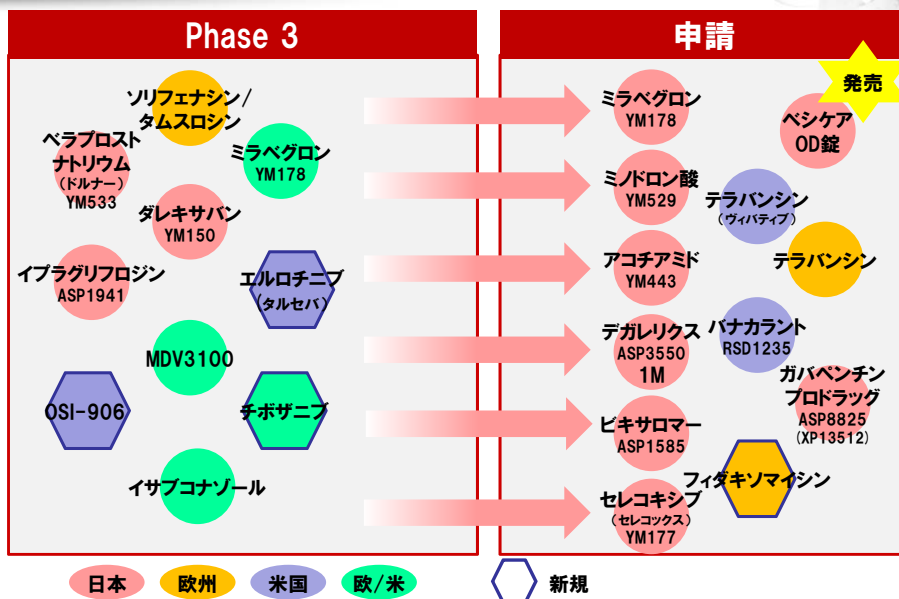 Phase 3
ソリフェナシン/
タムスロシン
ベラプロスト
ナトリウム
(ドルナー)
YM533
ミラベグロン
YM178
ダレキサバン
YM150
イプラグリフロジン
ASP1941
エルロチニブ
(タルセバ)
MDV3100
OSI-906
チボザニブ
イサブコナゾール
申請
発売
ミラベグロン
YM178
ベシケア
OD錠
ミノドロン酸
YM529
テラバンシン
(ヴィバティブ)
アコチアミド
YM443
テラバンシン
デガレリクス
ASP3550
1M
バナカラント
RSD1235
ガバペンチン
プロドラッグ
ASP8825
(XP13512)
ビキサロマー
ASP1585
フィダキソマイシン
セレコキシブ
(セレコックス)
YM177
日本
欧州
米国
欧/米
新規